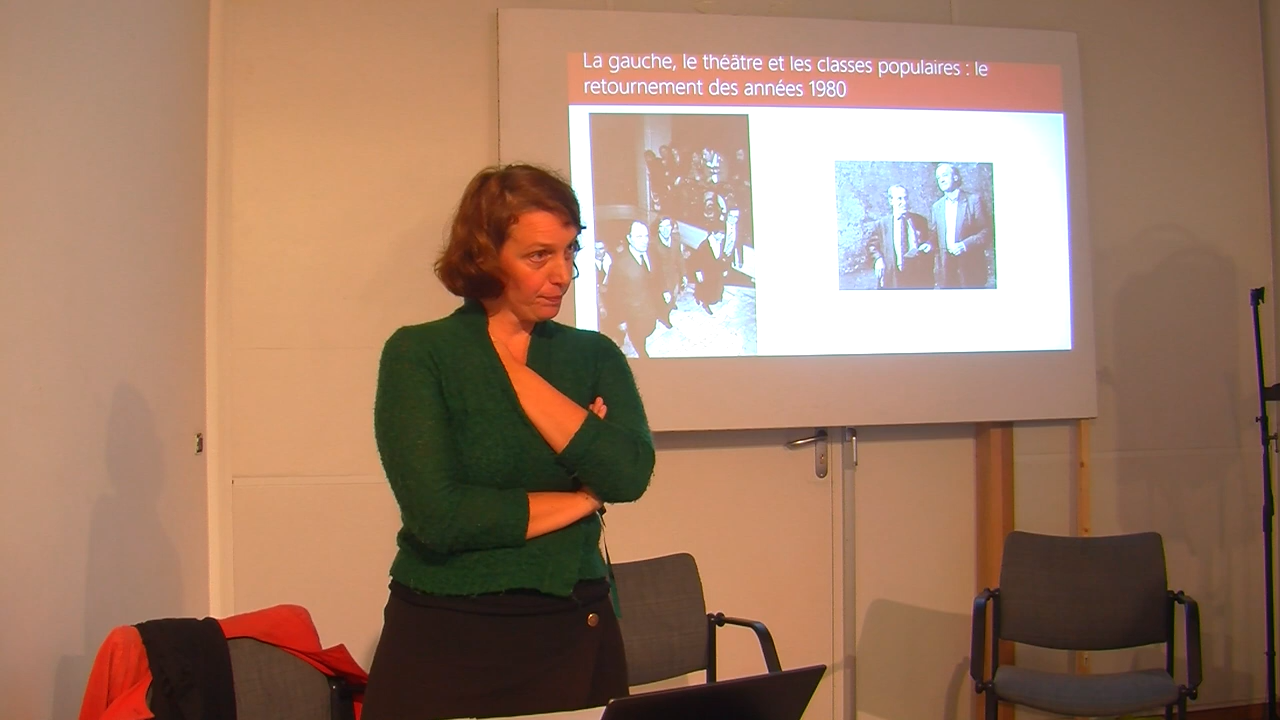 La gauche, le théâtre et les classes populaires : le
retournement des années 1980